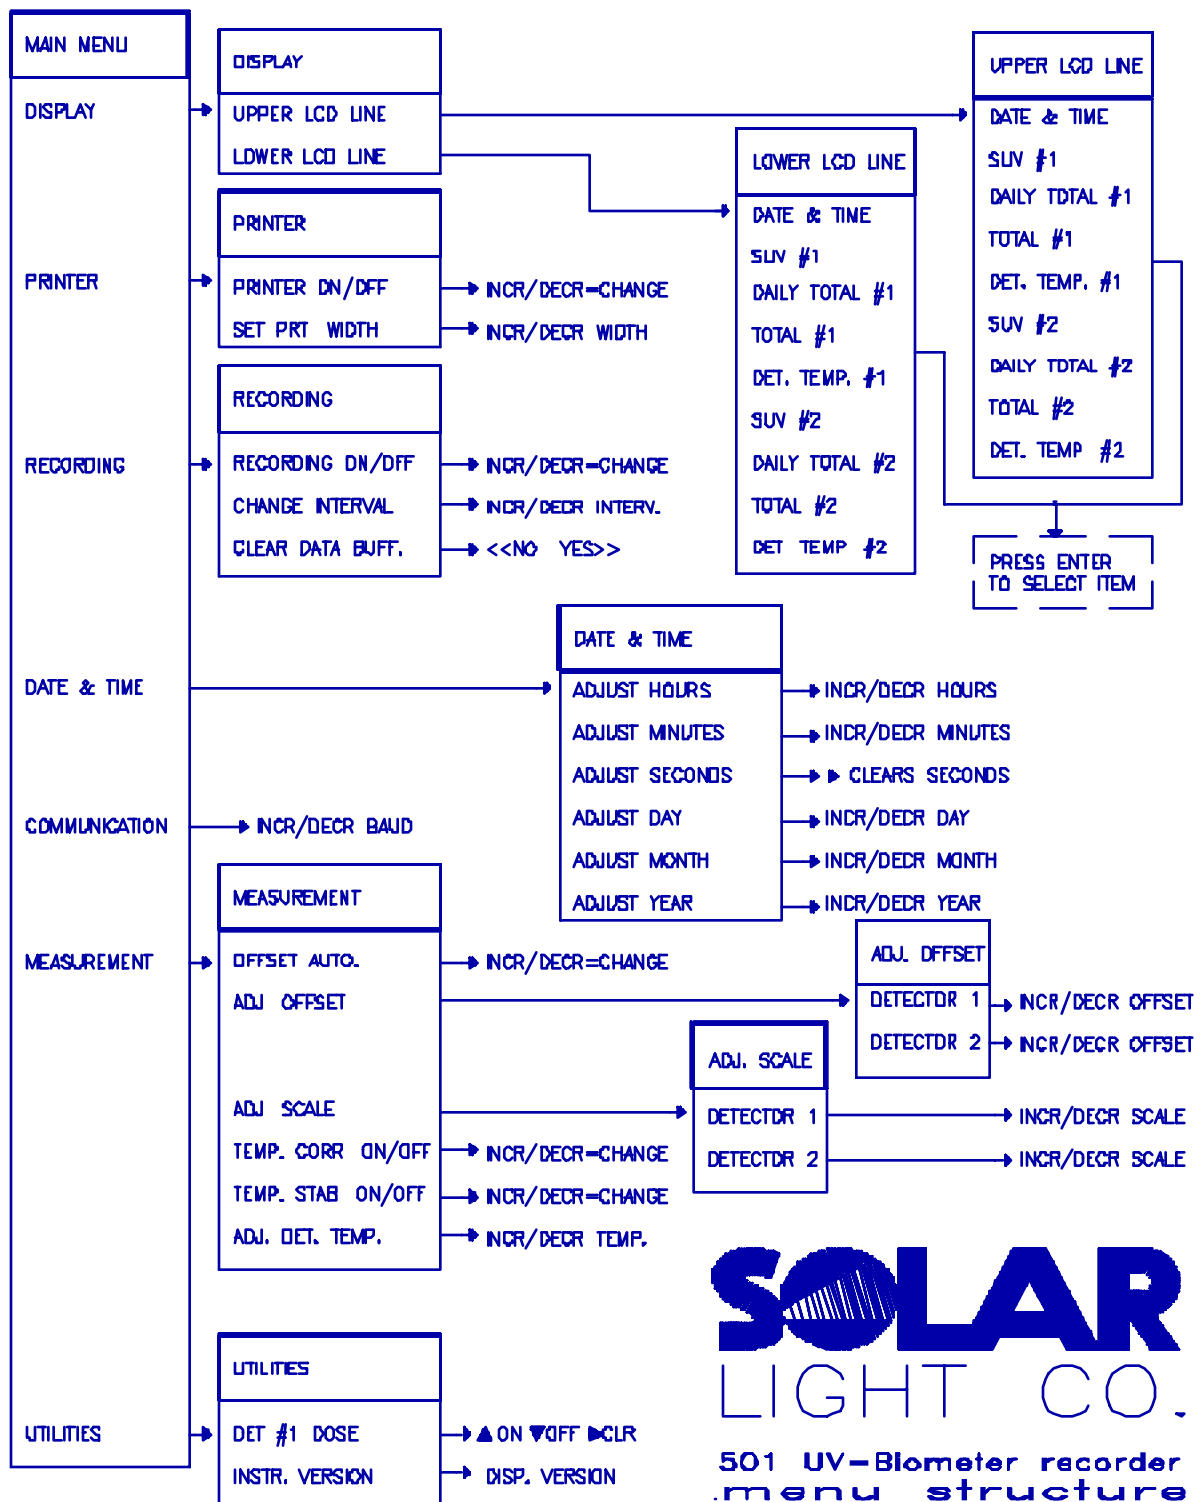 MAIN MENU
DISPLAY
PRINTER
RECORDING
DATE & TIME
COMMUNICATION
MEASUREMENT
UTILITIES
DISPLAY
UPPER LCD LINE
LOWER LCD LINE
PRINTER
PRINTER ON/OFF
INCR/DECR=CHANGE
SET PRT WIDTH
INCR/DECR WIDTH
RECORDING
RECORDING ON/OFF
INCR/DECR=CHANGE
CHANGE INTERVAL
INCR/DECR INTERV.
CLEAR DATA BUFF.
<<NO YES>>
LOWER LCD LINE
DATE & TIME
SUV #1
DAILY TOTAL #1
TOTAL #1
DET. TEMP. #1
SUV #2
DAILY TOTAL #2
TOTAL #2
DET TEMP #2
UPPER LCD LINE
DATE & TIME
SUV #1
DAILY TOTAL #1
TOTAL #1
DET. TEMP. #1
SUV #2
DAILY TOTAL #2
TOTAL #2
DET. TEMP #2
PRESS ENTER
TO SELECT ITEM
DATE & TIME
ADJUST HOURS
INCR/DECR HOURS
ADJUST MINUTES
INCR/DECR MINUTES
ADJUST SECONDS
▶ CLEARS SECONDS
ADJUST DAY
INCR/DECR DAY
ADJUST MONTH
INCR/DECR MONTH
ADJUST YEAR
INCR/DECR YEAR
INCR/DECR BAUD
MEASUREMENT
OFFSET AUTO.
INCR/DECR=CHANGE
ADJ OFFSET
ADJ SCALE
TEMP. CORR ON/OFF
INCR/DECR=CHANGE
TEMP. STAB ON/OFF
INCR/DECR=CHANGE
ADJ. DET. TEMP.
INCR/DECR TEMP.
ADJ. OFFSET
DETECTOR 1
INCR/DECR OFFSET
DETECTOR 2
INCR/DECR OFFSET
ADJ. SCALE
DETECTOR 1
INCR/DECR SCALE
DETECTOR 2
INCR/DECR SCALE
UTILITIES
DET #1 DOSE
▲ ON ▼OFF ▶CLR
INSTR. VERSION
DISP. VERSION
SOLAR
LIGHT CO.
501 UV-Biometer recorder
.menu structure